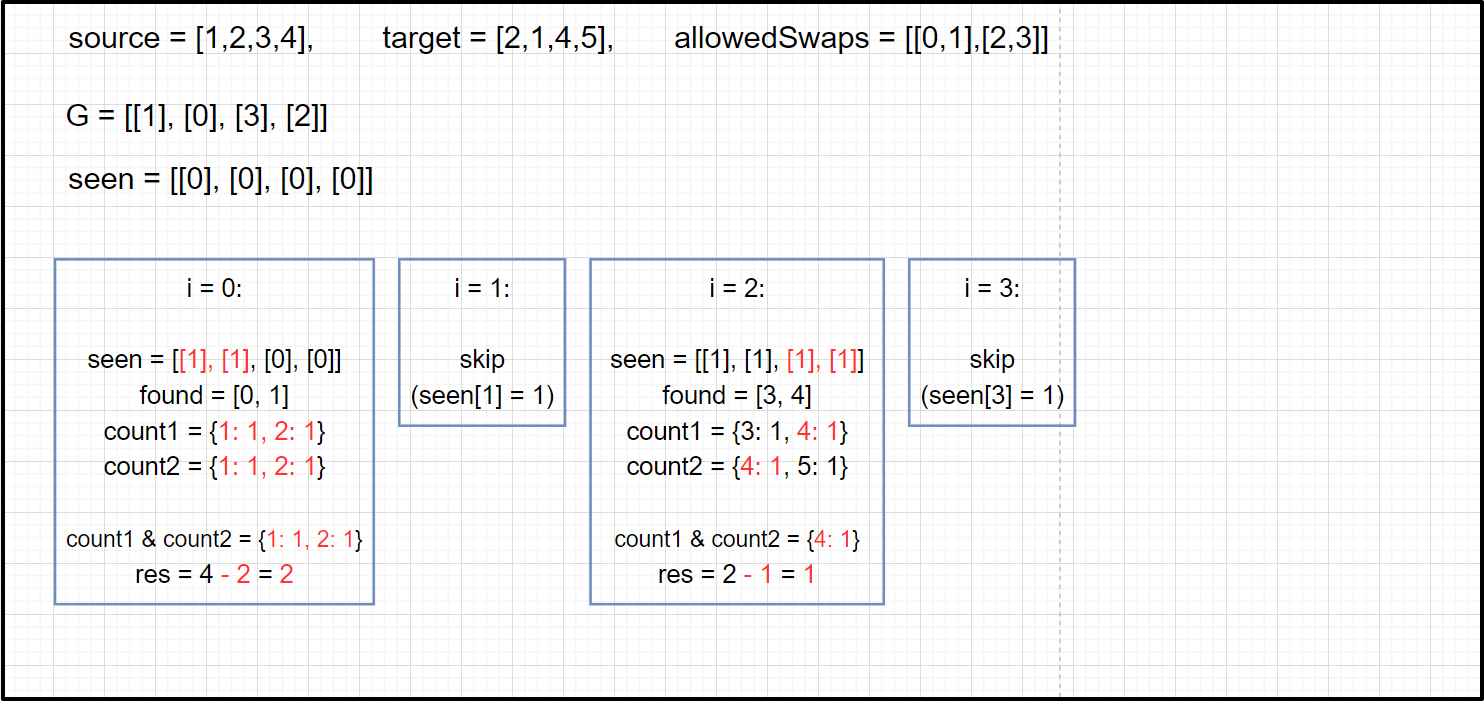 source = [1,2,3,4], target = [2,1,4,5], allowedSwaps = [[0,1],[2,3]]
G = [[1], [0], [3], [2]]
seen = [[0], [0], [0], [0]]
i = 0:
seen = [[1], [1], [0], [0]]
found = [0, 1]
count1 = {1: 1, 2: 1}
count2 = {1: 1, 2: 1}
count1 & count2 = {1: 1, 2: 1}
res = 4 - 2 = 2
i = 1:
skip
(seen[1] = 1)
i = 2:
seen = [[1], [1], [1], [1]]
found = [3, 4]
count1 = {3: 1, 4: 1}
count2 = {4: 1, 5: 1}
count1 & count2 = {4: 1}
res = 2 - 1 = 1
i = 3:
skip
(seen[3] = 1)